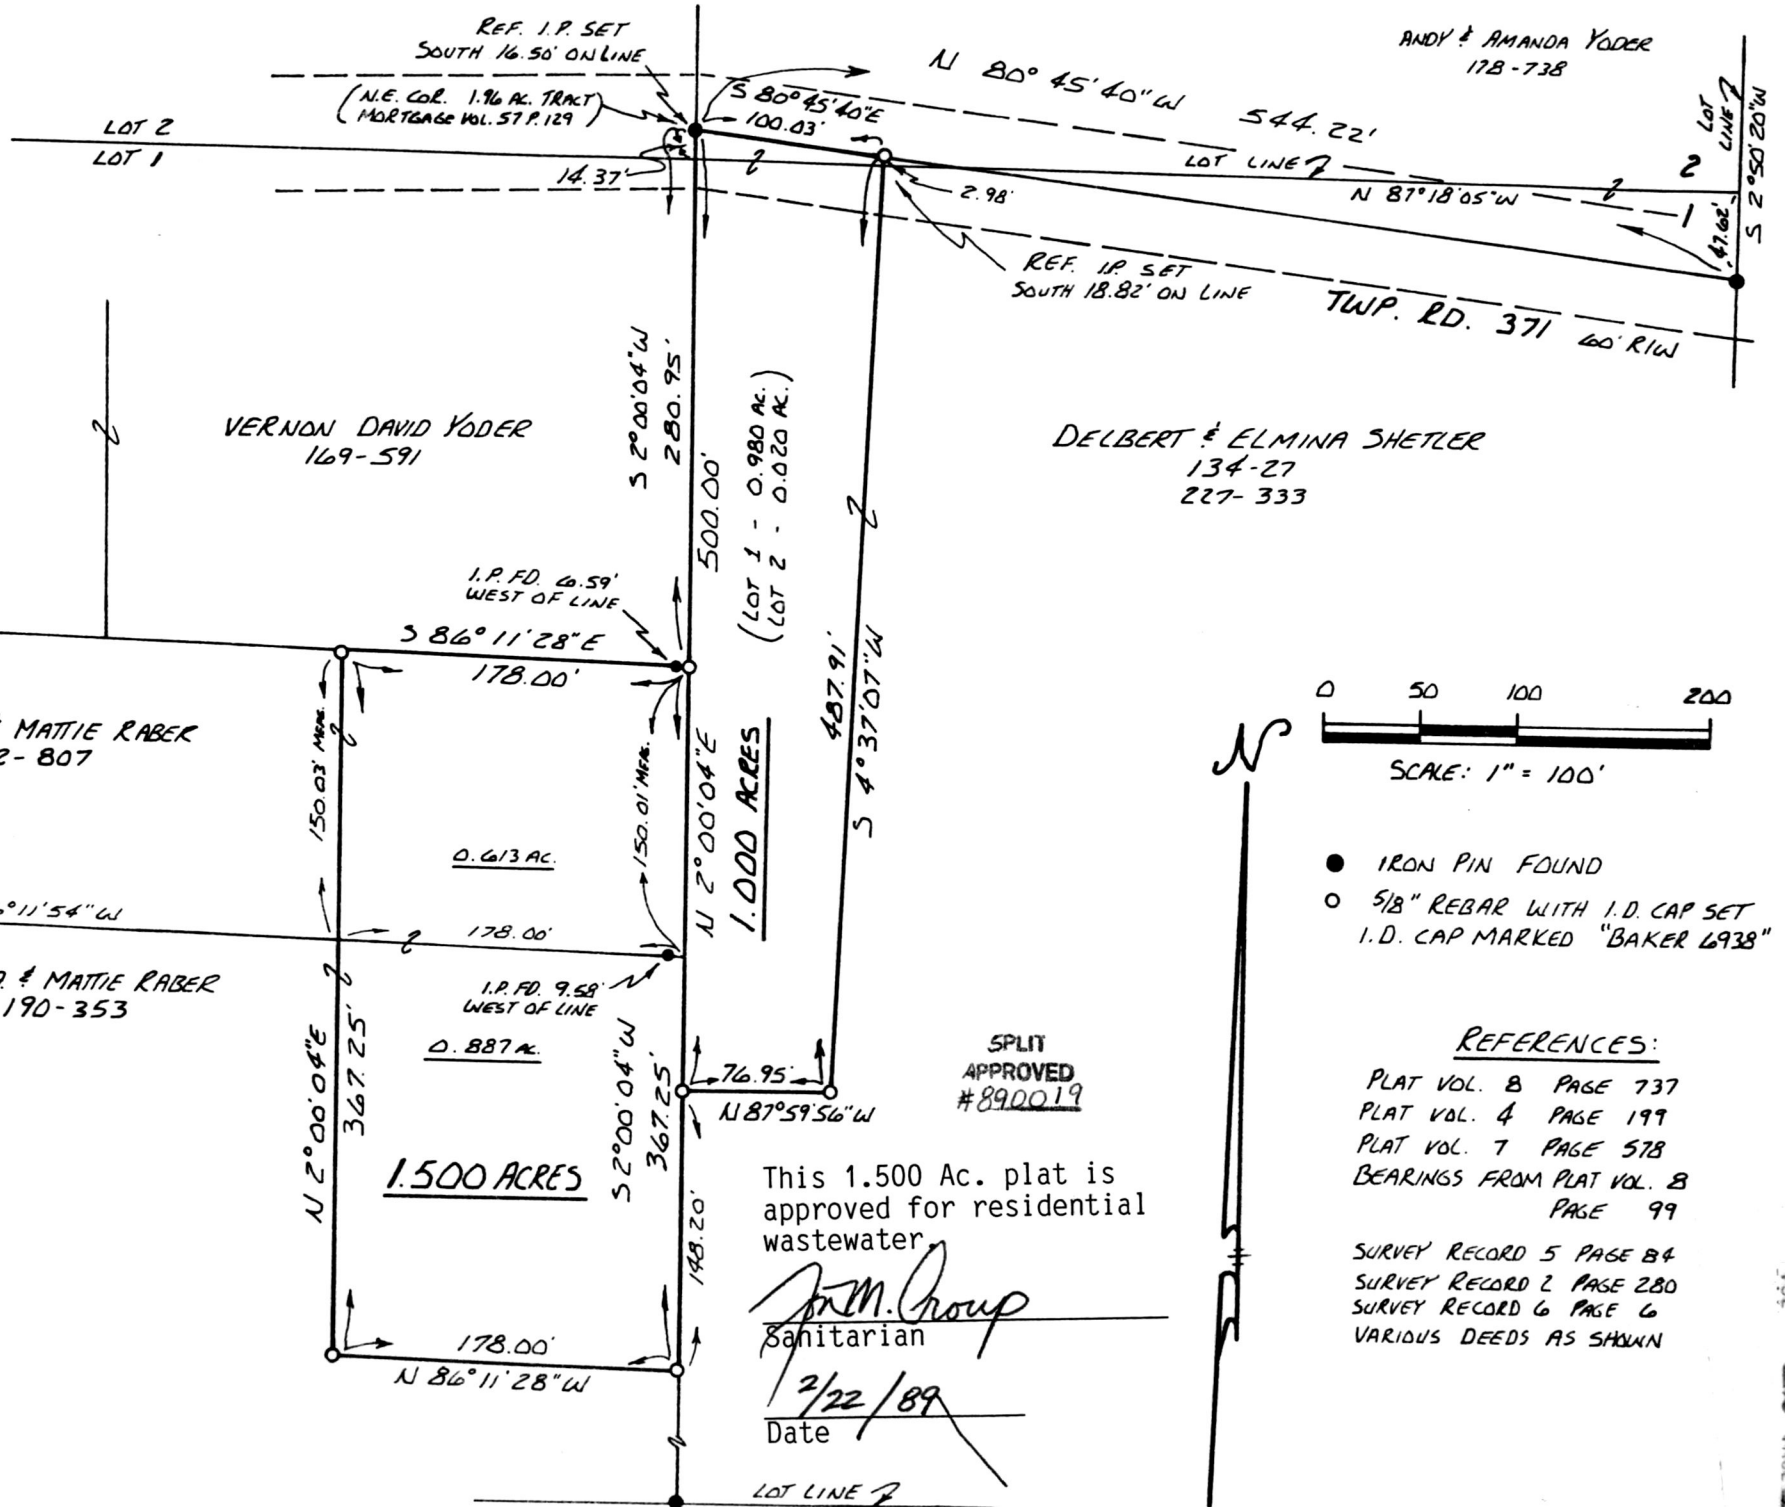 REF. I.P. SET
SOUTH 16.50' ON LINE
(N.E. COR. 1.96 AC. TRACT)
(MORTGAGE VOL. 57 P. 129)
LOT 2
LOT 1
14.37'
S 80° 45' 40" E
100.03'
N 80° 45' 40" W
544.22'
ANDY & AMANDA YODER
178-738
LOT LINE
2
1
S 2° 50' 20" W
LOT LINE
N 87° 18' 05" W
47.62'
2.98'
REF. I.P. SET
SOUTH 18.82' ON LINE
TWP. RD. 371 60' R/W
VERNON DAVID YODER
169-591
S 2° 00' 04" W
280.95'
500.00'
(LOT 1 - 0.980 AC.)
(LOT 2 - 0.020 AC.)
DELBERT & ELMINA SHETLER
134-27
227-333
I.P. FD. 6.59'
WEST OF LINE
S 86° 11' 28" E
178.00'
487.91'
S 4° 37' 07" W
MATTIE RABER
2-807
150.03' MEAS.
150.01' MEAS.
N 2° 00' 04" E
1.000 ACRES
0.613 AC.
°11'54" W
178.00'
& MATTIE RABER
190-353
I.P. FD. 9.58'
WEST OF LINE
0.887 AC.
N 2° 00' 04" E
367.25'
S 2° 00' 04" W
367.25'
76.95'
N 87° 59' 56" W
1.500 ACRES
148.20'
178.00'
N 86° 11' 28" W
LOT LINE
SPLIT
APPROVED
#890019
This 1.500 Ac. plat is
approved for residential
wastewater.
Sanitarian
2/22/89
Date
N
0 50 100 200
SCALE: 1" = 100'
IRON PIN FOUND
5/8" REBAR WITH I.D. CAP SET
I.D. CAP MARKED "BAKER 6938"
REFERENCES:
PLAT VOL. 8 PAGE 737
PLAT VOL. 4 PAGE 199
PLAT VOL. 7 PAGE 578
BEARINGS FROM PLAT VOL. 8
PAGE 99
SURVEY RECORD 5 PAGE 84
SURVEY RECORD 2 PAGE 280
SURVEY RECORD 6 PAGE 6
VARIOUS DEEDS AS SHOWN